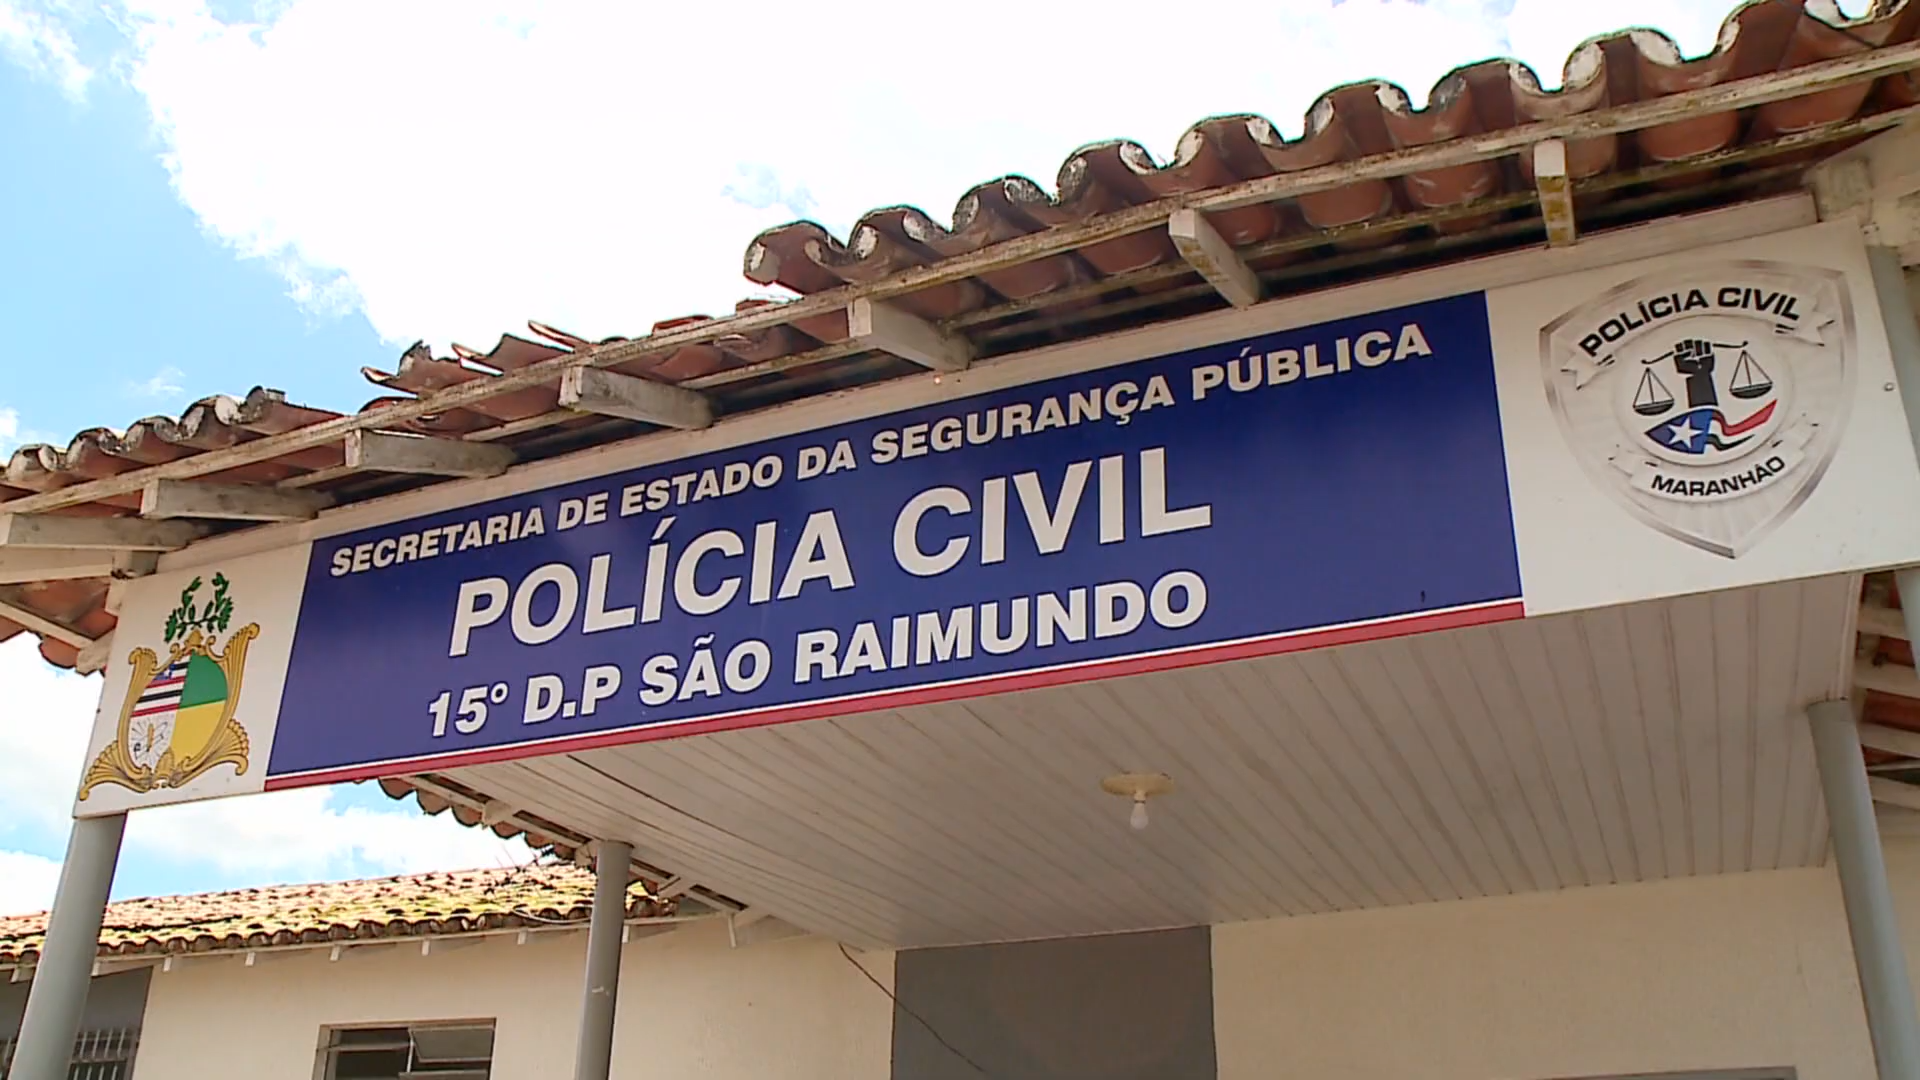 SECRETARIA DE ESTADO DA SEGURANÇA PÚBLICA
POLÍCIA CIVIL
15° D.P SÃO RAIMUNDO
POLÍCIA CIVIL
MARANHÃO